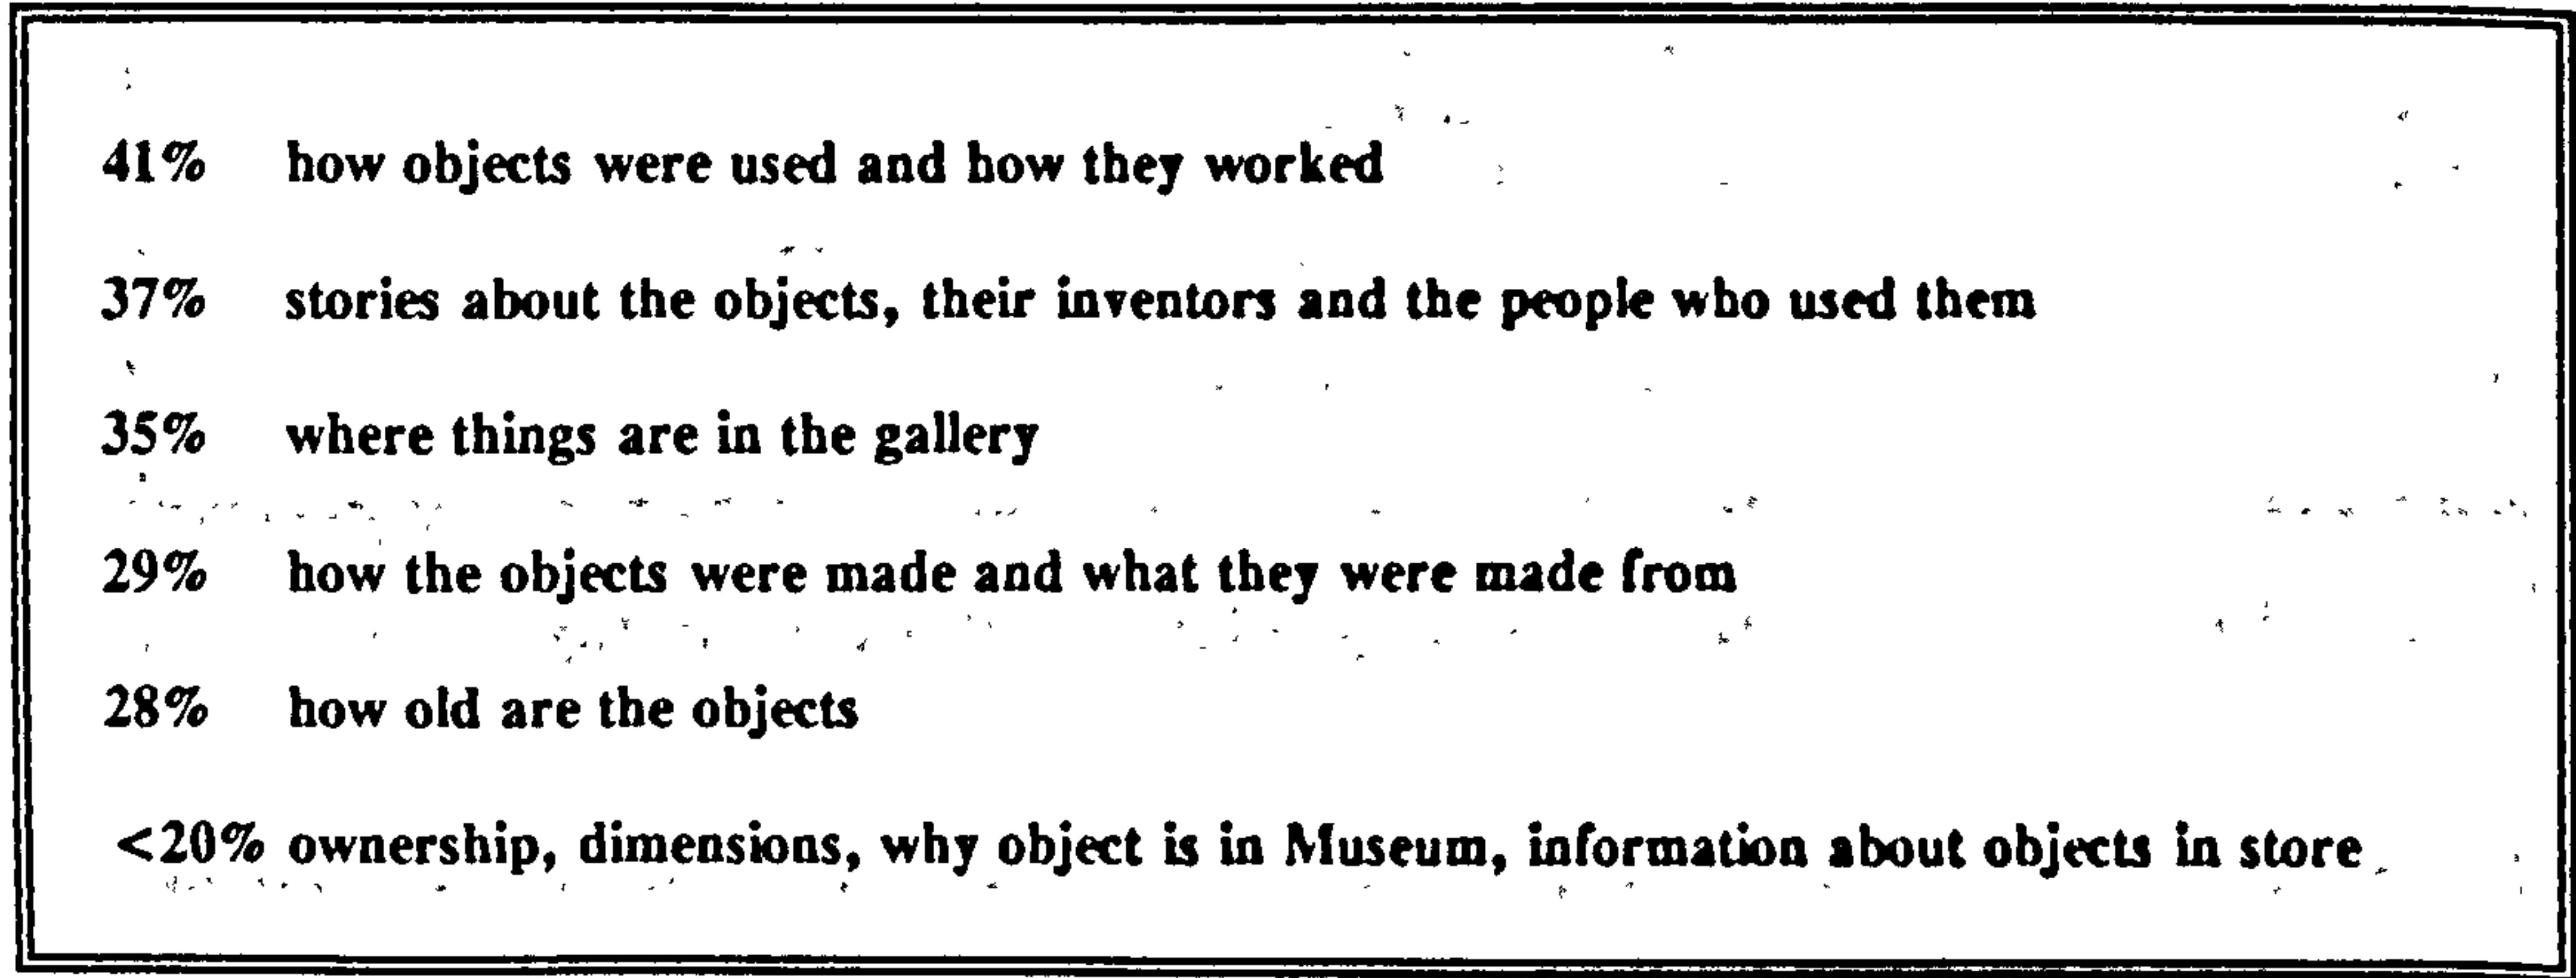 41% how objects were used and how they worked
37% stories about the objects, their inventors and the people who used them
35% where things are in the gallery
29% how the objects were made and what they were made from
28% how old are the objects
<20% ownership, dimensions, why object is in Museum, information about objects in store